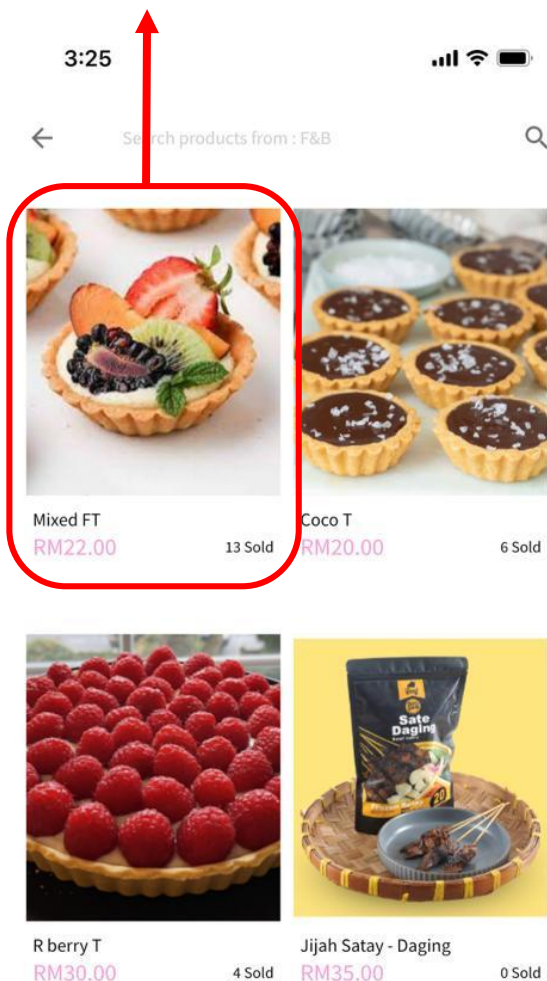 3:25
Search products from : F&B
Mixed FT
RM22.00 13 Sold
Coco T
RM20.00 6 Sold
Sate
Daging
20
R berry T
RM30.00 4 Sold
Jijah Satay - Daging
RM35.00 0 Sold